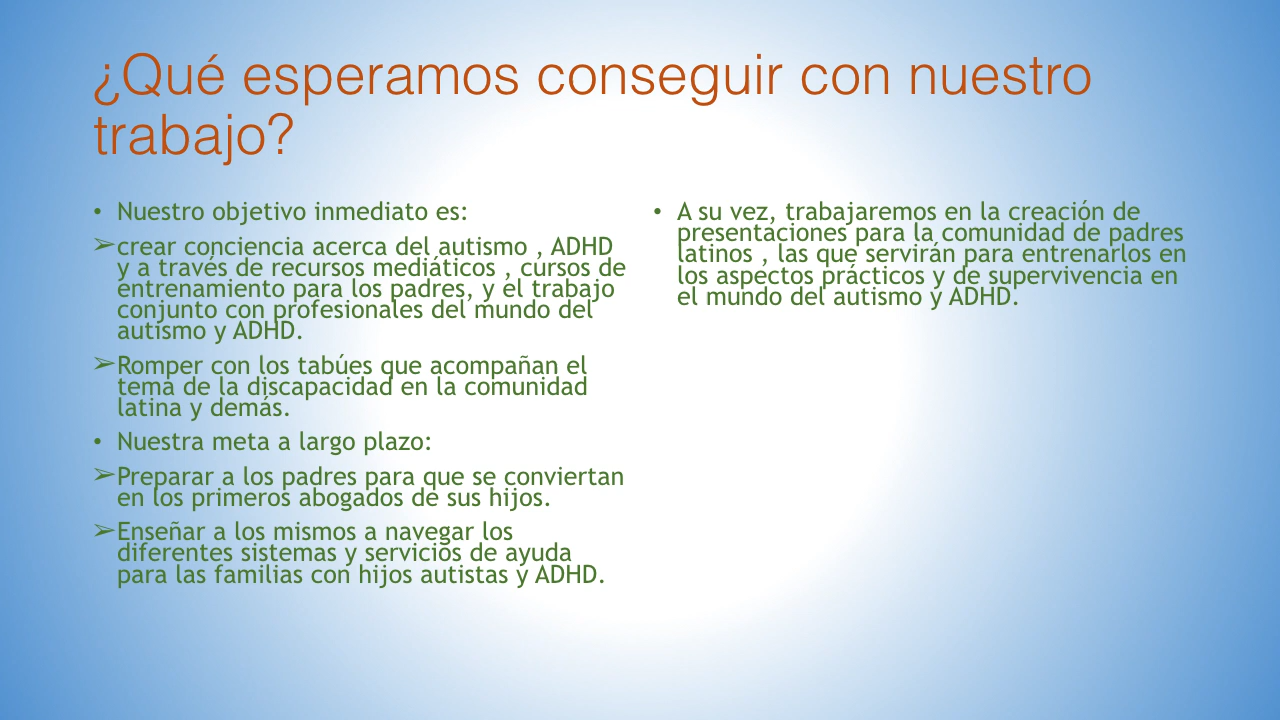 ¿Qué esperamos conseguir con nuestro
trabajo?
• Nuestro objetivo inmediato es:
➢crear conciencia acerca del autismo , ADHD
y a través de recursos mediáticos , cursos de
entrenamiento para los padres, y el trabajo
conjunto con profesionales del mundo del
autismo y ADHD.
➢Romper con los tabúes que acompañan el
tema de la discapacidad en la comunidad
latina y demás.
• Nuestra meta a largo plazo:
➢Preparar a los padres para que se conviertan
en los primeros abogados de sus hijos.
➢Enseñar a los mismos a navegar los
diferentes sistemas y servicios de ayuda
para las familias con hijos autistas y ADHD.
• A su vez, trabajaremos en la creación de
presentaciones para la comunidad de padres
latinos , las que servirán para entrenarlos en
los aspectos prácticos y de supervivencia en
el mundo del autismo y ADHD.